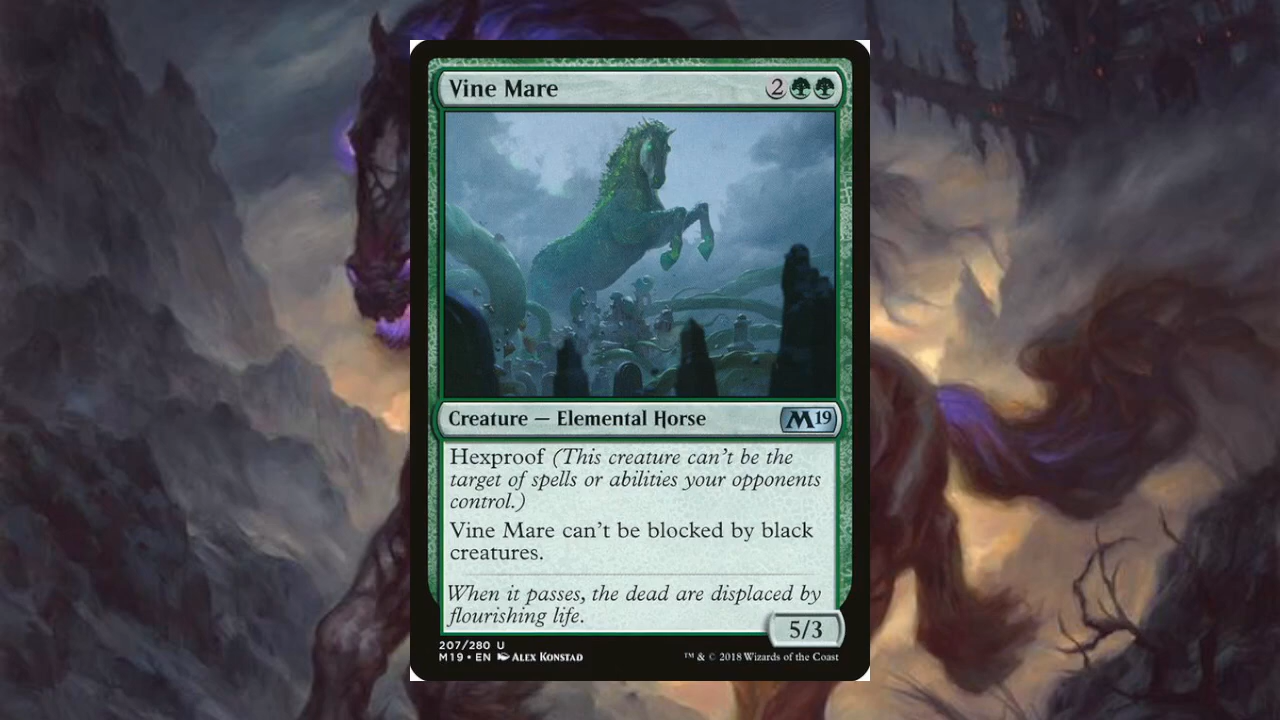 Vine Mare 2
Creature — Elemental Horse M19
Hexproof (This creature can't be the
target of spells or abilities your opponents
control.)
Vine Mare can't be blocked by black
creatures.
When it passes, the dead are displaced by
flourishing life.
5/3
207/280 U
M19 • EN Alex Konstad
™ & © 2018 Wizards of the Coast